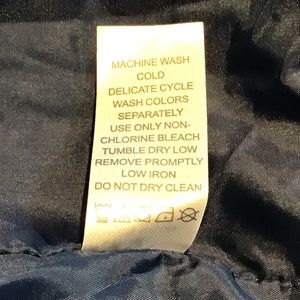 MACHINE WASH
COLD
DELICATE CYCLE
WASH COLORS
SEPARATELY
USE ONLY NON-
CHLORINE BLEACH
TUMBLE DRY LOW
REMOVE PROMPTLY
LOW IRON
DO NOT DRY CLEAN